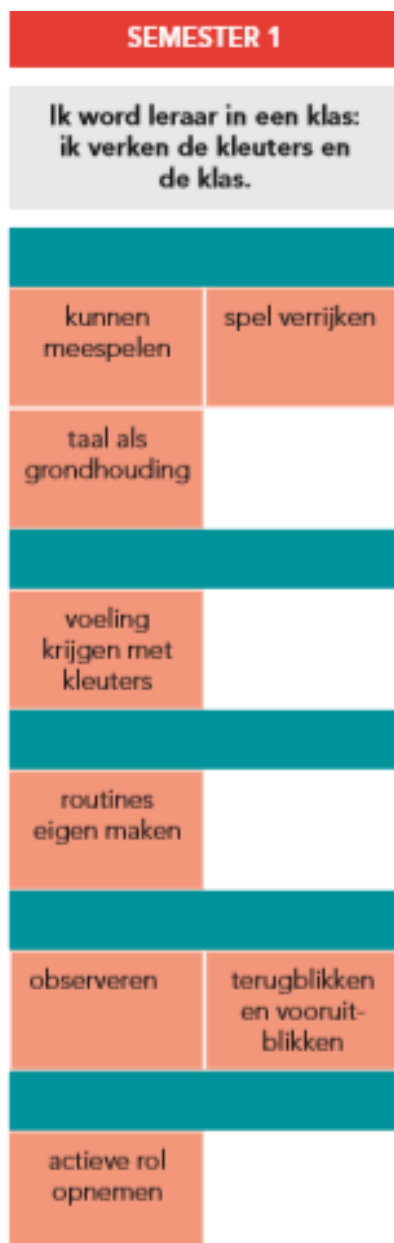 SEMESTER 1
Ik word leraar in een klas:
ik verken de kleuters en
de klas.
kunnen
meespelen
spel verrijken
taal als
grondhouding
voeling
krijgen met
kleuters
routines
eigen maken
observeren
terugblikken
en vooruit-
blikken
actieve rol
opnemen